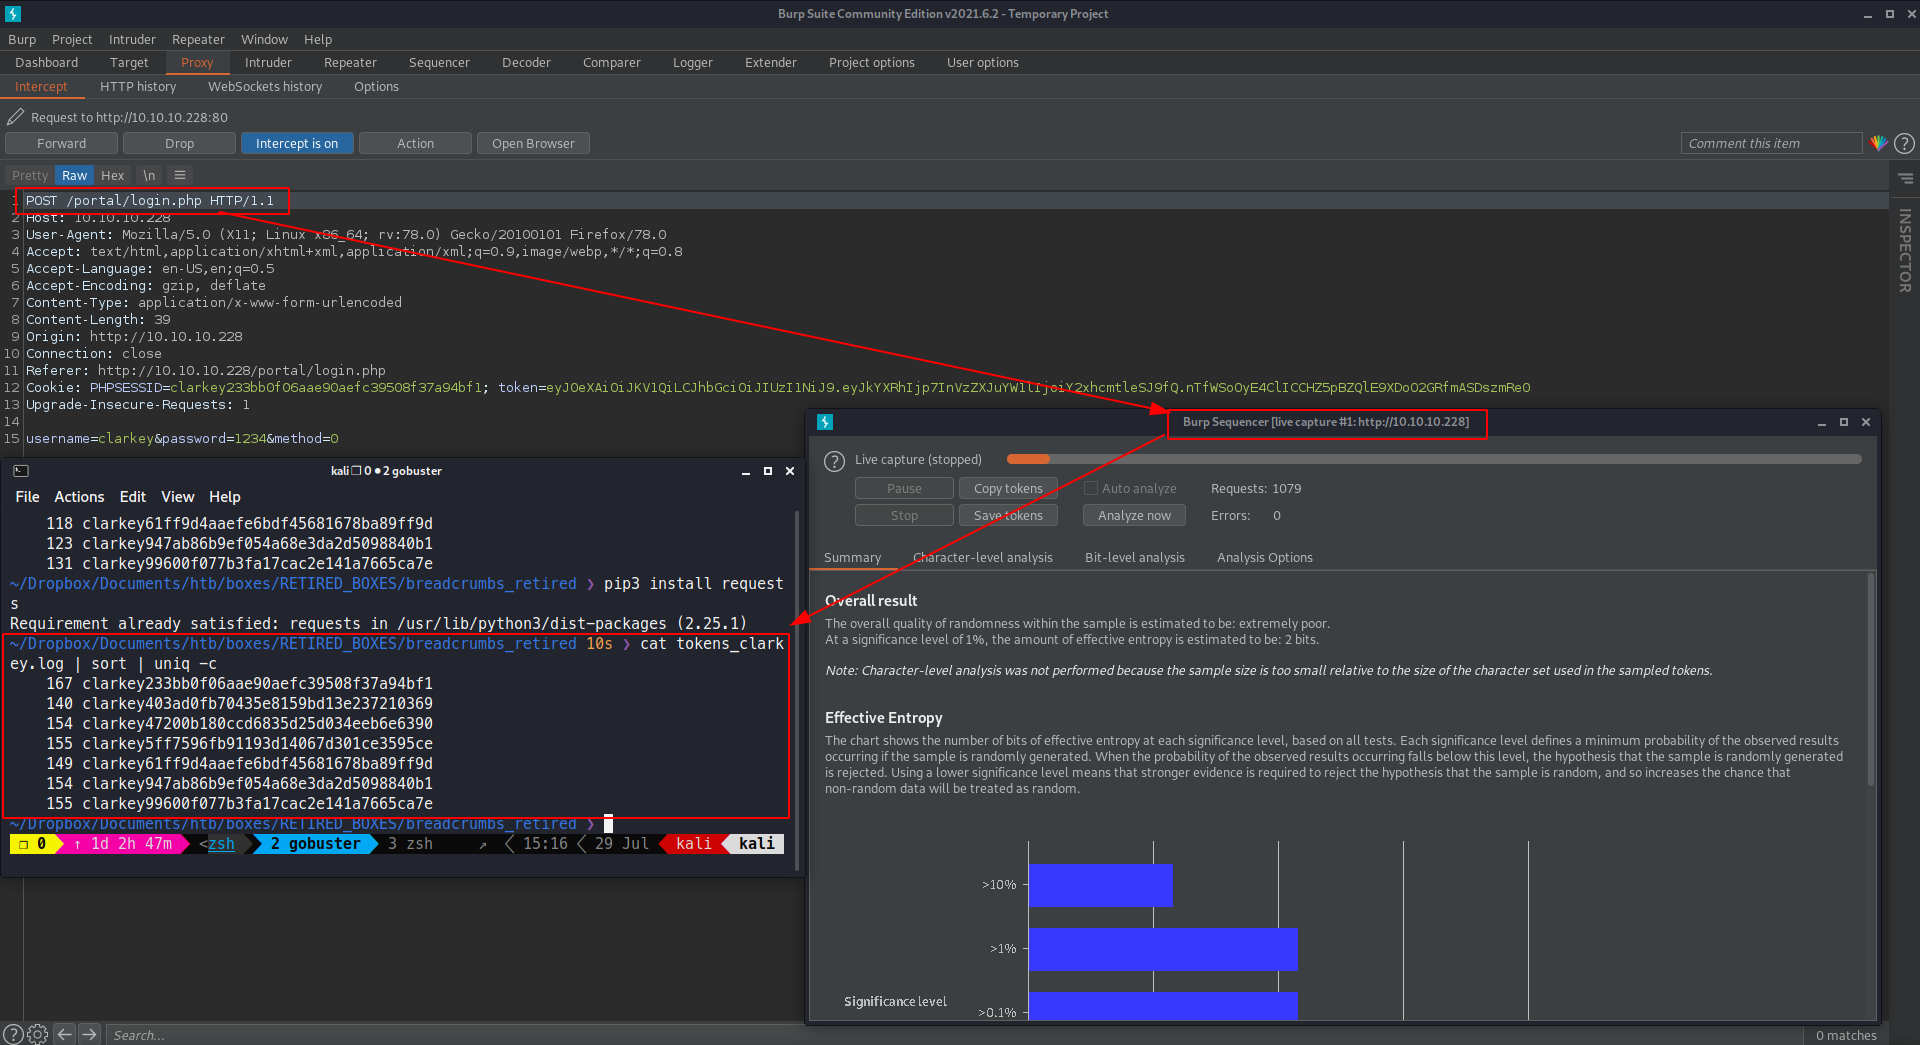 Burp Suite Community Edition v2021.6.2 - Temporary Project
Burp Project Intruder Repeater Window Help
Dashboard Target Proxy Intruder Repeater Sequencer Decoder Comparer Logger Extender Project options User options
Intercept HTTP history WebSockets history Options
Request to http://10.10.10.228:80
Forward Drop Intercept is on Action Open Browser Comment this item
Pretty Raw Hex \n
INSPECTOR
1 POST /portal/login.php HTTP/1.1
2 Host: 10.10.10.228
3 User-Agent: Mozilla/5.0 (X11; Linux x86_64; rv:78.0) Gecko/20100101 Firefox/78.0
4 Accept: text/html,application/xhtml+xml,application/xml;q=0.9,image/webp,*/*;q=0.8
5 Accept-Language: en-US,en;q=0.5
6 Accept-Encoding: gzip, deflate
7 Content-Type: application/x-www-form-urlencoded
8 Content-Length: 39
9 Origin: http://10.10.10.228
10 Connection: close
11 Referer: http://10.10.10.228/portal/login.php
12 Cookie: PHPSESSID=clarkey233bb0f06aae90aefc39508f37a94bf1;
13 Upgrade-Insecure-Requests: 1
14
15 username=clarkey&password=1234&method=0
kali 0 2 gobuster
File Actions Edit View Help
118 clarkey61ff9d4aaefe6bdf45681678ba89ff9d
123 clarkey947ab86b9ef054a68e3da2d5098840b1
131 clarkey99600f077b3fa17cac2e141a7665ca7e
~/Dropbox/Documents/htb/boxes/RETIRED_BOXES/breadcrumbs_retired ❯ pip3 install request
s
Requirement already satisfied: requests in /usr/lib/python3/dist-packages (2.25.1)
~/Dropbox/Documents/htb/boxes/RETIRED_BOXES/breadcrumbs_retired 10s ❯ cat tokens_clark
ey.log | sort | uniq -c
167 clarkey233bb0f06aae90aefc39508f37a94bf1
140 clarkey403ad0fb70435e8159bd13e237210369
154 clarkey47200b180ccd6835d25d034eeb6e6390
155 clarkey5ff7596fb91193d14067d301ce3595ce
149 clarkey61ff9d4aaefe6bdf45681678ba89ff9d
154 clarkey947ab86b9ef054a68e3da2d5098840b1
155 clarkey99600f077b3fa17cac2e141a7665ca7e
~/Dropbox/Documents/htb/boxes/RETIRED_BOXES/breadcrumbs_retired ❯
0 ↑ 1d 2h 47m <zsh 2 gobuster 3 zsh ↗ 15:16 29 Jul kali kali
Burp Sequencer [live capture #1: http://10.10.10.228]
Live capture (stopped)
Pause Copy tokens Auto analyze Requests: 1079
Stop Save tokens Analyze now Errors: 0
Summary Character-level analysis Bit-level analysis Analysis Options
Overall result
The overall quality of randomness within the sample is estimated to be: extremely poor.
At a significance level of 1%, the amount of effective entropy is estimated to be: 2 bits.
Note: Character-level analysis was not performed because the sample size is too small relative to the size of the character set used in the sampled tokens.
Effective Entropy
The chart shows the number of bits of effective entropy at each significance level, based on all tests. Each significance level defines a minimum probability of the observed results
occurring if the sample is randomly generated. When the probability of the observed results occurring falls below this level, the hypothesis that the sample is randomly generated
is rejected. Using a lower significance level means that stronger evidence is required to reject the hypothesis that the sample is random, and so increases the chance that
non-random data will be treated as random.
>10%
>1%
Significance level
>0.1%
Search...
0 matches